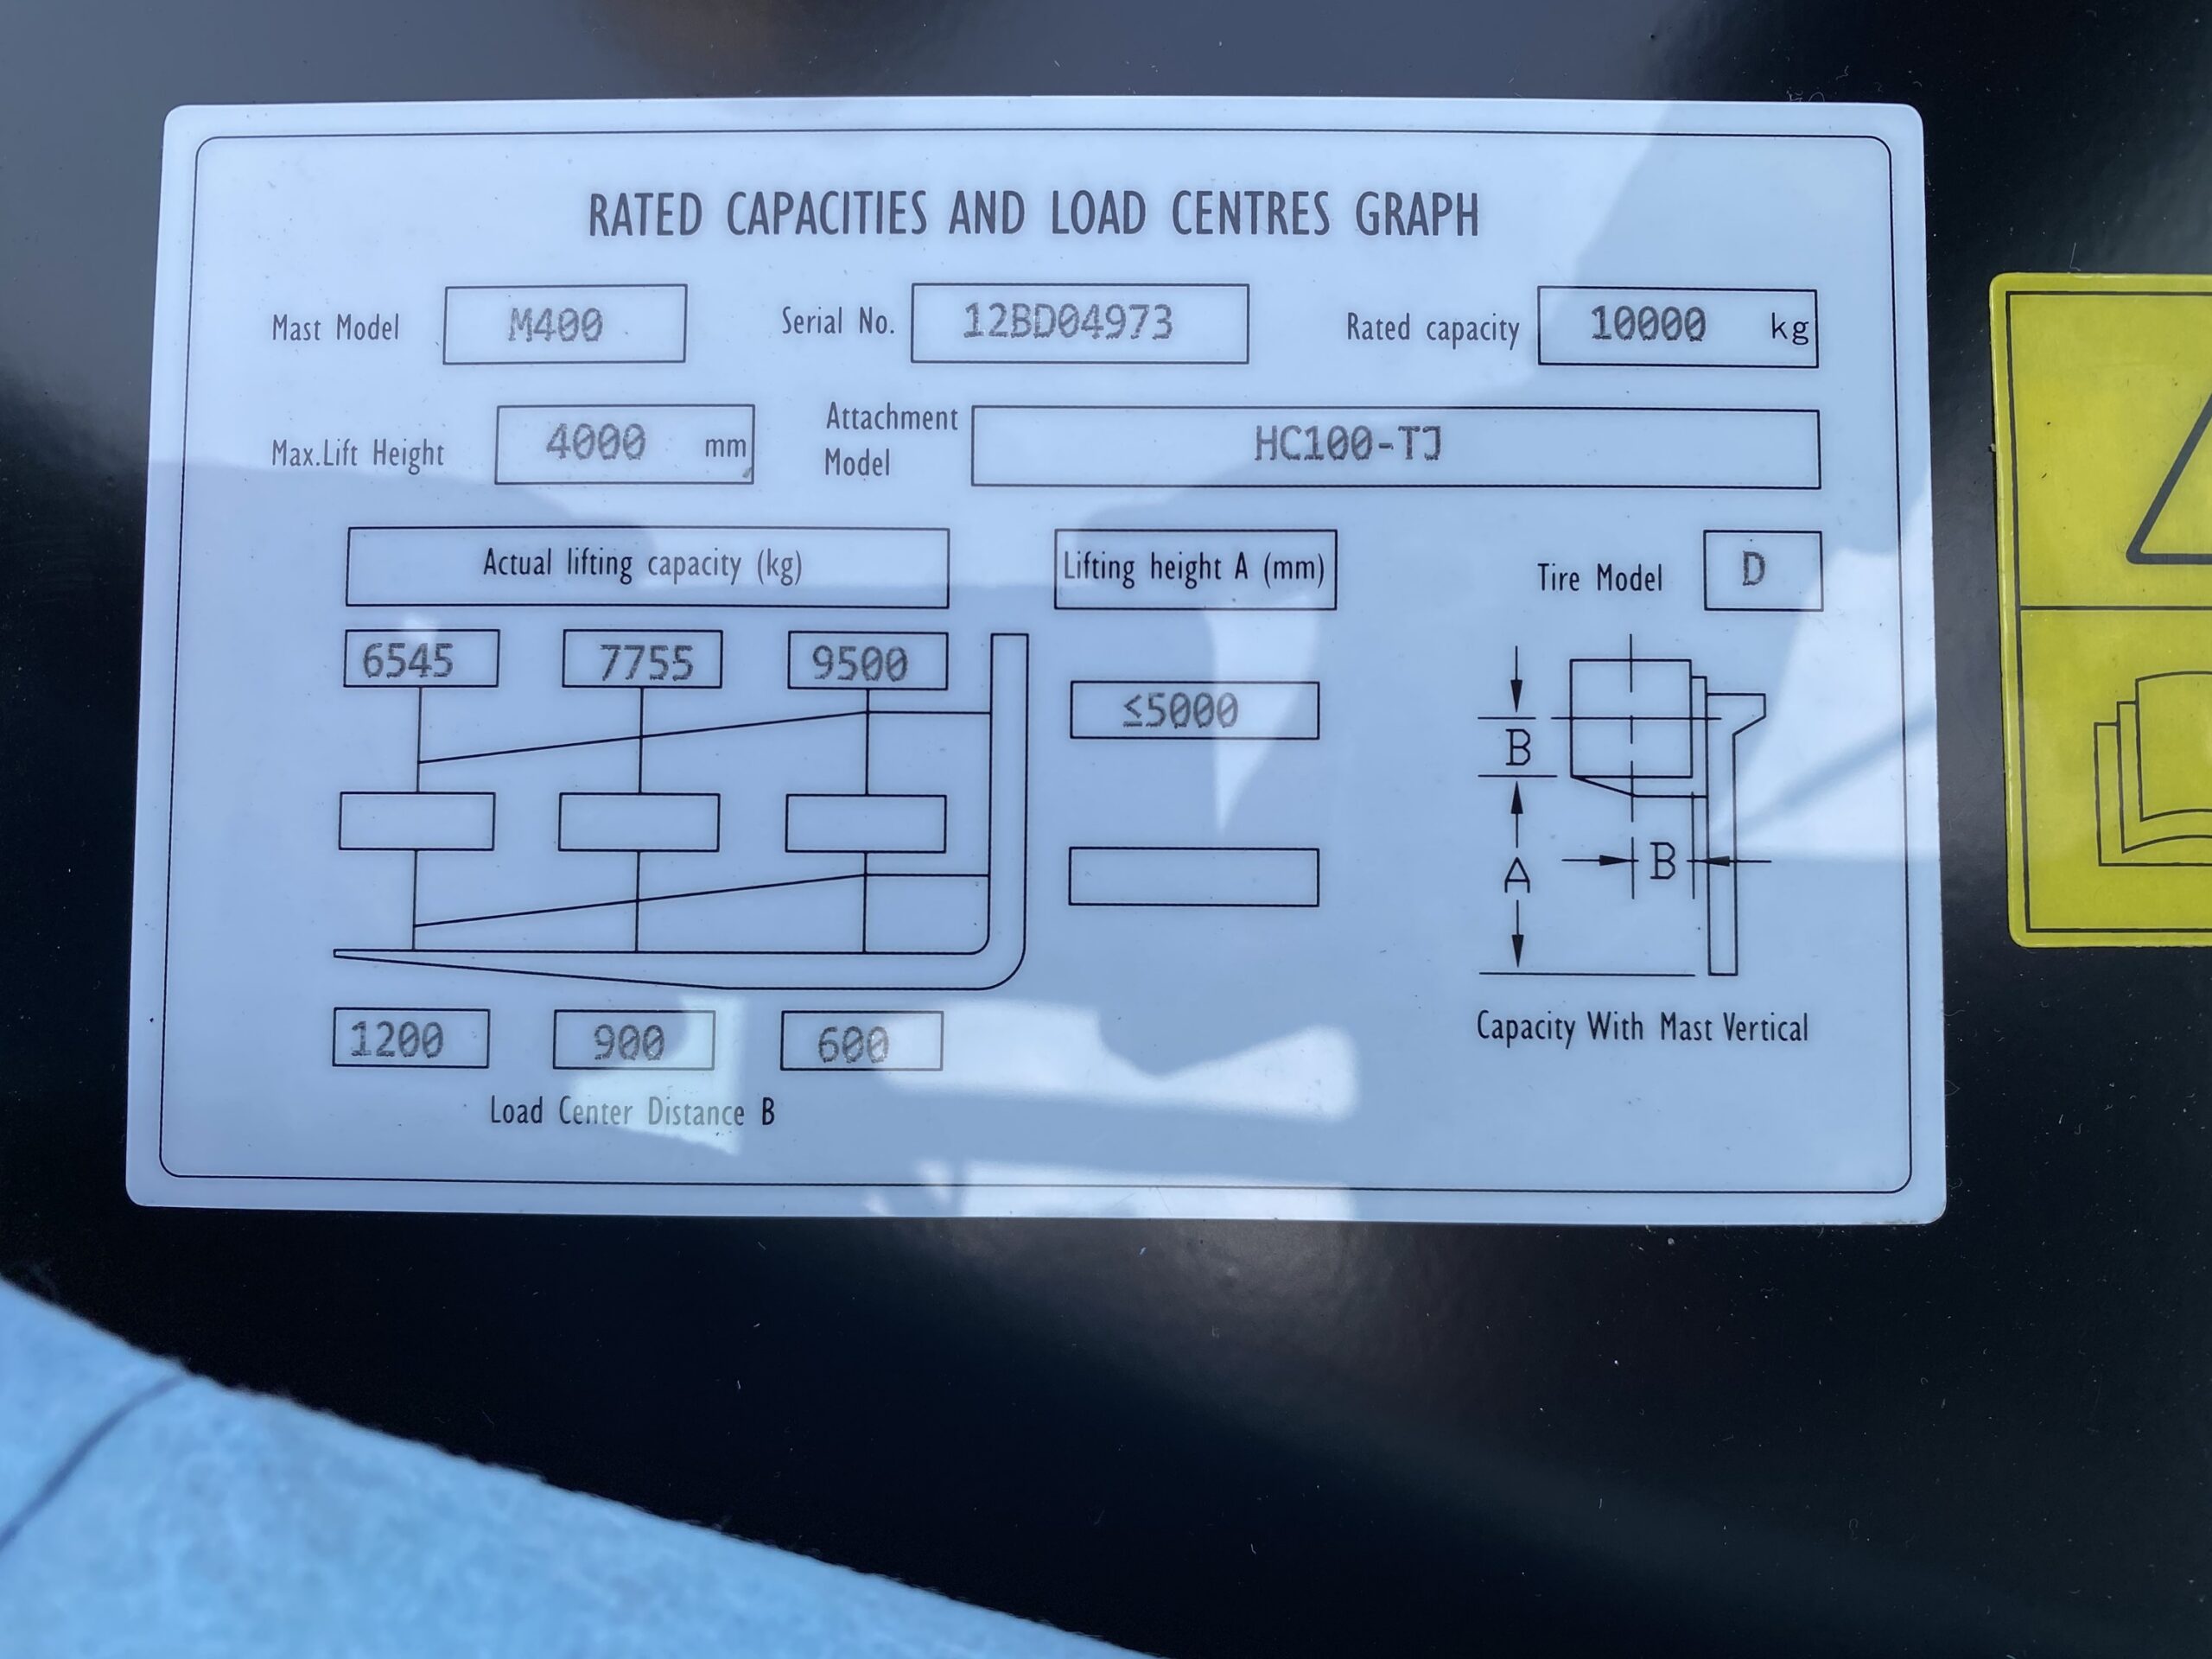 RATED CAPACITIES AND LOAD CENTRES GRAPH
Mast Model M400 Serial No. 12BD04973 Rated capacity 10000 kg
Max.Lift Height 4000 mm Attachment Model HC100-TJ
Actual lifting capacity (kg) Lifting height A (mm) Tire Model D
6545 7755 9500
≤5000
B
A
B
1200 900 600
Capacity With Mast Vertical
Load Center Distance B